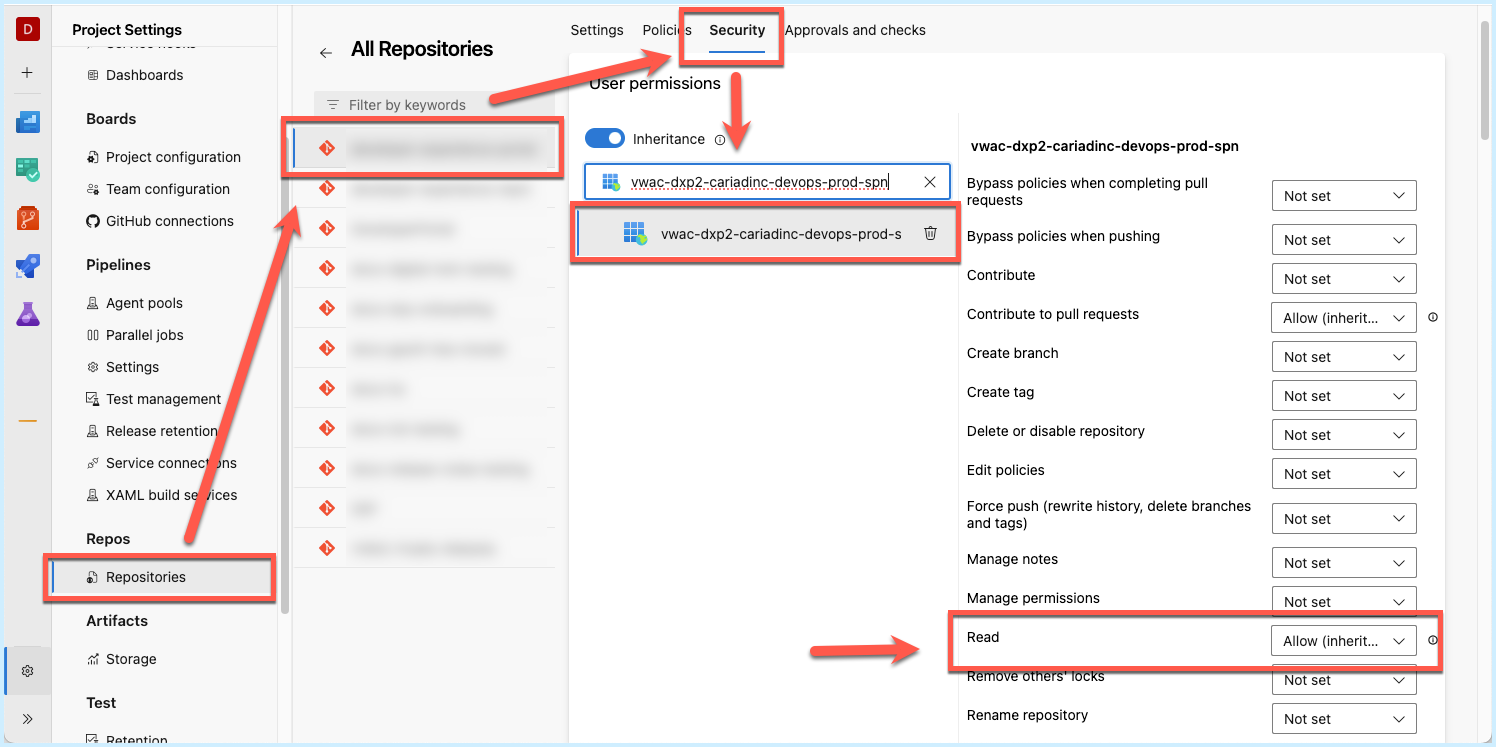 D
Project Settings
Service hooks
Dashboards
Boards
Project configuration
Team configuration
GitHub connections
Pipelines
Agent pools
Parallel jobs
Settings
Test management
Release retention
Service connections
XAML build services
Repos
Repositories
Artifacts
Storage
Test
Retention
All Repositories
Filter by keywords
Settings
Policies
Security
Approvals and checks
User permissions
Inheritance
vwac-dxp2-cariadinc-devops-prod-spn
vwac-dxp2-cariadinc-devops-prod-s
vwac-dxp2-cariadinc-devops-prod-spn
Bypass policies when completing pull
requests
Not set
Bypass policies when pushing
Not set
Contribute
Not set
Contribute to pull requests
Allow (inherit...
Create branch
Not set
Create tag
Not set
Delete or disable repository
Not set
Edit policies
Not set
Force push (rewrite history, delete branches
and tags)
Not set
Manage notes
Not set
Manage permissions
Not set
Read
Allow (inherit...
Remove others' locks
Not set
Rename repository
Not set